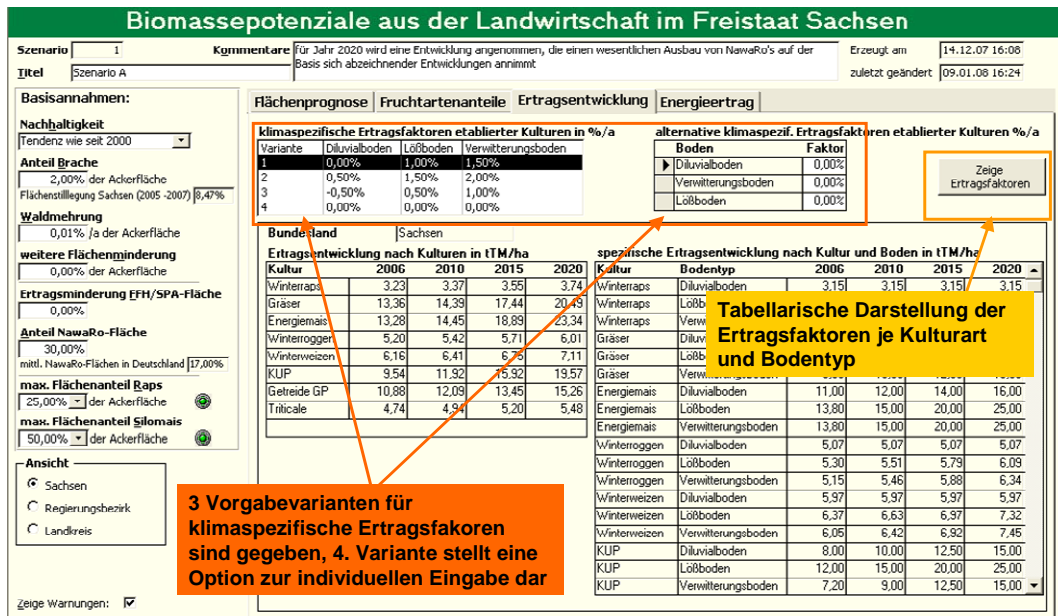 Biomassepotenziale aus der Landwirtschaft im Freistaat Sachsen
Szenario 1
Kommentare für Jahr 2020 wird eine Entwicklung angenommen, die einen wesentlichen Ausbau von NawaRo's auf der
Basis sich abzeichnender Entwicklungen annimmt
Erzeugt am 14.12.07 16:08
Titel Szenario A
zuletzt geändert 09.01.08 16:24
Basisannahmen:
Nachhaltigkeit
Tendenz wie seit 2000
Anteil Brache
2,00% der Ackerfläche
Flächenstilllegung Sachsen (2005 -2007) 8,47%
Waldmehrung
0,01% /a der Ackerfläche
weitere Flächenminderung
0,00% der Ackerfläche
Ertragsminderung FFH/SPA-Fläche
0,00%
Anteil NawaRo-Fläche
30,00%
mittl. NawaRo-Flächen in Deutschland 17,00%
max. Flächenanteil Raps
25,00% der Ackerfläche
max. Flächenanteil Silomais
50,00% der Ackerfläche
Ansicht
Sachsen
Regierungsbezirk
Landkreis
Zeige Warnungen:
Flächenprognose Fruchtartenanteile Ertragsentwicklung Energieertrag
klimaspezifische Ertragsfaktoren etablierter Kulturen in %/a
Variante Diluvialboden Lößboden Verwitterungsboden
1 0,00% 1,00% 1,50%
2 0,50% 1,50% 2,00%
3 -0,50% 0,50% 1,00%
4 0,00% 0,00% 0,00%
alternative klimaspezif. Ertragsfaktoren etablierter Kulturen %/a
Boden Faktor
Diluvialboden 0,00%
Verwitterungsboden 0,00%
Lößboden 0,00%
Zeige
Ertragsfaktoren
Bundesland Sachsen
Ertragsentwicklung nach Kulturen in tTM/ha
Kultur 2006 2010 2015 2020
Winterraps 3,23 3,37 3,55 3,74
Gräser 13,36 14,39 17,44 20,49
Energiemais 13,28 14,45 18,89 23,34
Winterroggen 5,20 5,42 5,71 6,01
Winterweizen 6,16 6,41 6,75 7,11
KUP 9,54 11,92 15,92 19,57
Getreide GP 10,88 12,09 13,45 15,26
Triticale 4,74 4,94 5,20 5,48
spezifische Ertragsentwicklung nach Kultur und Boden in tTM/ha
Kultur Bodentyp 2006 2010 2015 2020
Winterraps Diluvialboden 3,15 3,15 3,15 3,15
Winterraps
Winterraps
Gräser
Gräser
Gräser
Energiemais Diluvialboden 11,00 12,00 14,00 16,00
Energiemais Lößboden 13,80 15,00 20,00 25,00
Energiemais Verwitterungsboden 13,80 15,00 20,00 25,00
Winterroggen Diluvialboden 5,07 5,07 5,07 5,07
Winterroggen Lößboden 5,30 5,51 5,79 6,09
Winterroggen Verwitterungsboden 5,15 5,46 5,88 6,34
Winterweizen Diluvialboden 5,97 5,97 5,97 5,97
Winterweizen Lößboden 6,37 6,63 6,97 7,32
Winterweizen Verwitterungsboden 6,05 6,42 6,92 7,45
KUP Diluvialboden 8,00 10,00 12,50 15,00
KUP Lößboden 12,00 15,00 20,00 25,00
KUP Verwitterungsboden 7,20 9,00 12,50 15,00
Tabellarische Darstellung der
Ertragsfaktoren je Kulturart
und Bodentyp
3 Vorgabevarianten für
klimaspezifische Ertragsfakoren
sind gegeben, 4. Variante stellt eine
Option zur individuellen Eingabe dar